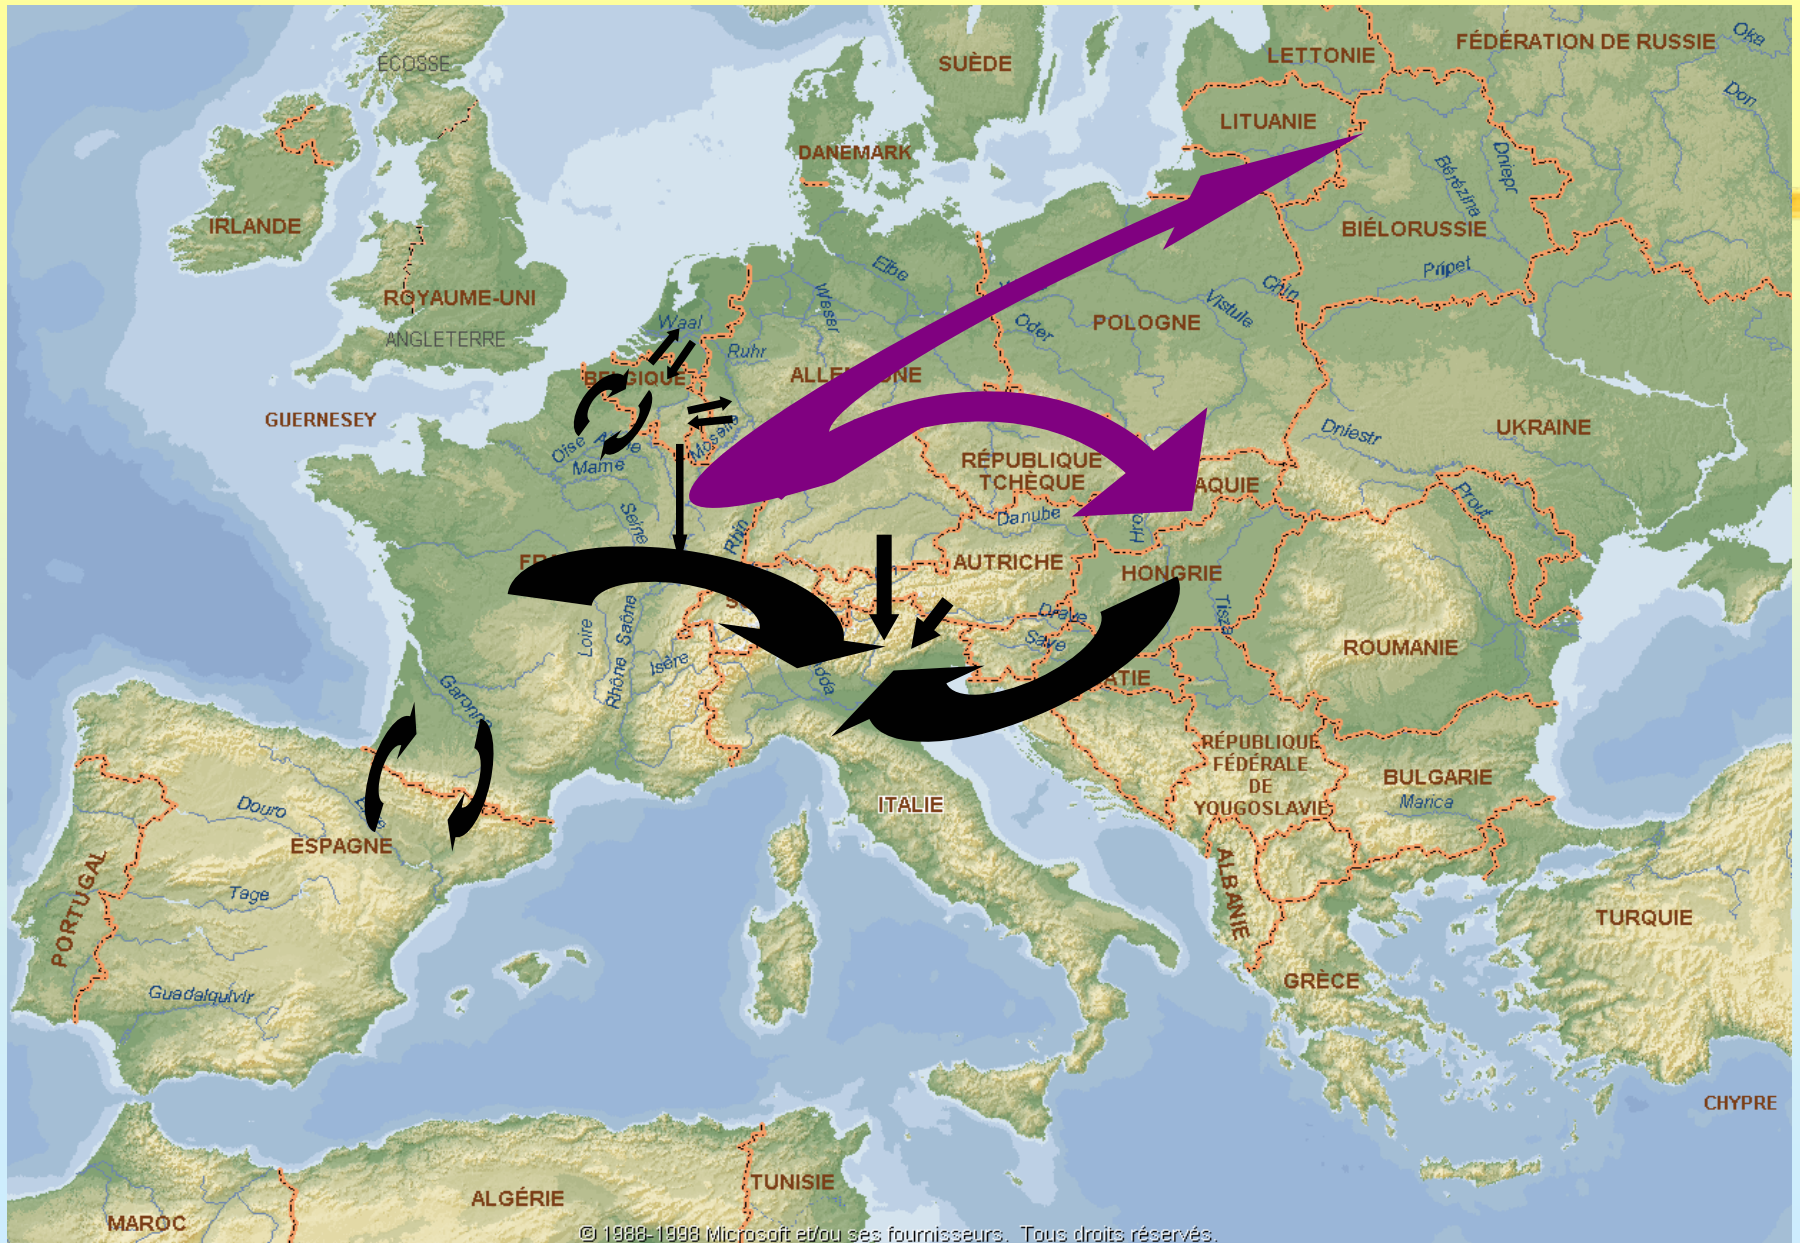 ÉCOSSE
SUÈDE
LETTONIE
FÉDÉRATION DE RUSSIE
Oka
Don
LITUANIE
DANEMARK
Dniepr
Bérézina
IRLANDE
BIÉLORUSSIE
Elbe
Pripet
ROYAUME-UNI
Weser
Vistule
Waal
Oder
POLOGNE
ANGLETERRE
Ruhr
BELGIQUE
GUERNESEY
Dniestr
UKRAINE
Oise
Moselle
Marne
RÉPUBLIQUE
TCHÈQUE
AQUIE
Prout
Seine
Danube
Rhin
AUTRICHE
HONGRIE
Tisza
Drave
Save
Loire
Saône
Rhône
Isère
ROUMANIE
Garonne
ATIE
RÉPUBLIQUE
FÉDÉRALE
DE
YOUGOSLAVIE
BULGARIE
Marica
ITALIE
Douro
ESPAGNE
PORTUGAL
Tage
ALBANIE
TURQUIE
GRÈCE
Guadalquivir
CHYPRE
TUNISIE
ALGÉRIE
MAROC
© 1988-1998 Microsoft et/ou ses fournisseurs. Tous droits réservés.